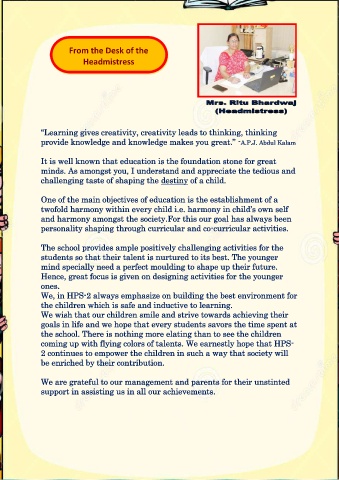 From the Desk of the
Headmistress
Mrs. Ritu Bhardwaj
(Headmistress)
“Learning gives creativity, creativity leads to thinking, thinking
provide knowledge and knowledge makes you great.” -A.P.J. Abdul Kalam
It is well known that education is the foundation stone for great
minds. As amongst you, I understand and appreciate the tedious and
challenging taste of shaping the destiny of a child.
One of the main objectives of education is the establishment of a
twofold harmony within every child i.e. harmony in child’s own self
and harmony amongst the society.For this our goal has always been
personality shaping through curricular and co-curricular activities.
The school provides ample positively challenging activities for the
students so that their talent is nurtured to its best. The younger
mind specially need a perfect moulding to shape up their future.
Hence, great focus is given on designing activities for the younger
ones.
We, in HPS-2 always emphasize on building the best environment for
the children which is safe and inductive to learning.
We wish that our children smile and strive towards achieving their
goals in life and we hope that every students savors the time spent at
the school. There is nothing more elating than to see the children
coming up with flying colors of talents. We earnestly hope that HPS-
2 continues to empower the children in such a way that society will
be enriched by their contribution.
We are grateful to our management and parents for their unstinted
support in assisting us in all our achievements.